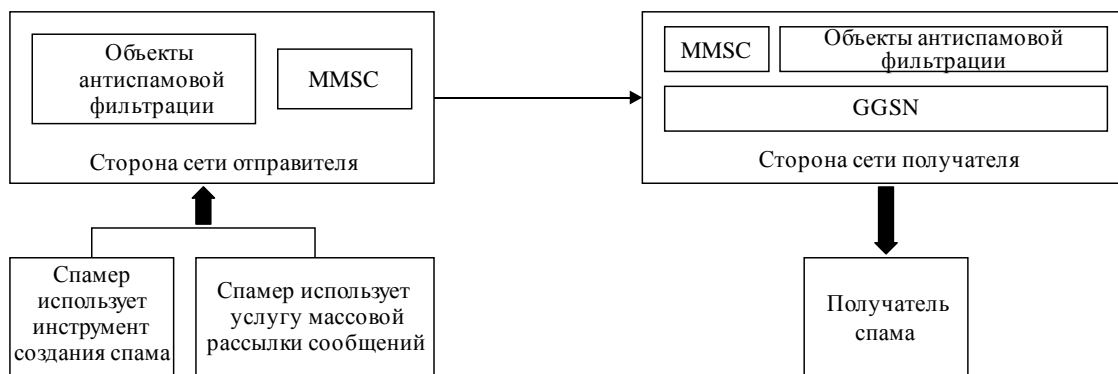 Объекты
антиспамовой
фильтрации
MMSC
Сторона сети отправителя
MMSC
Объекты антиспамовой
фильтрации
GGSN
Сторона сети получателя
Спамер
использует
инструмент
создания спама
Спамер использует
услугу массовой
рассылки сообщений
Получатель
спама